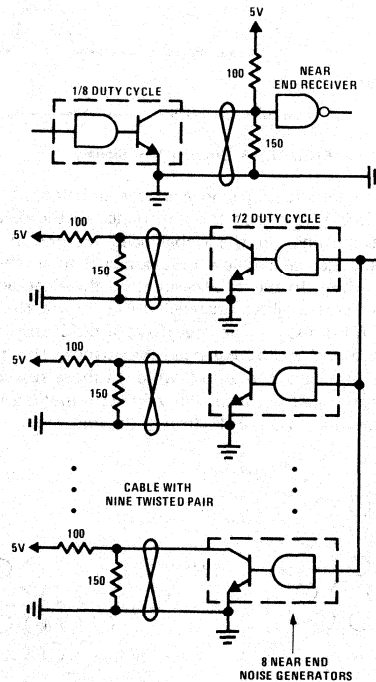 5V
100
NEAR
END RECEIVER
1/8 DUTY CYCLE
150
100
1/2 DUTY CYCLE
5V
150
100
5V
150
CABLE WITH
NINE TWISTED PAIR
100
5V
150
8 NEAR END
NOISE GENERATORS